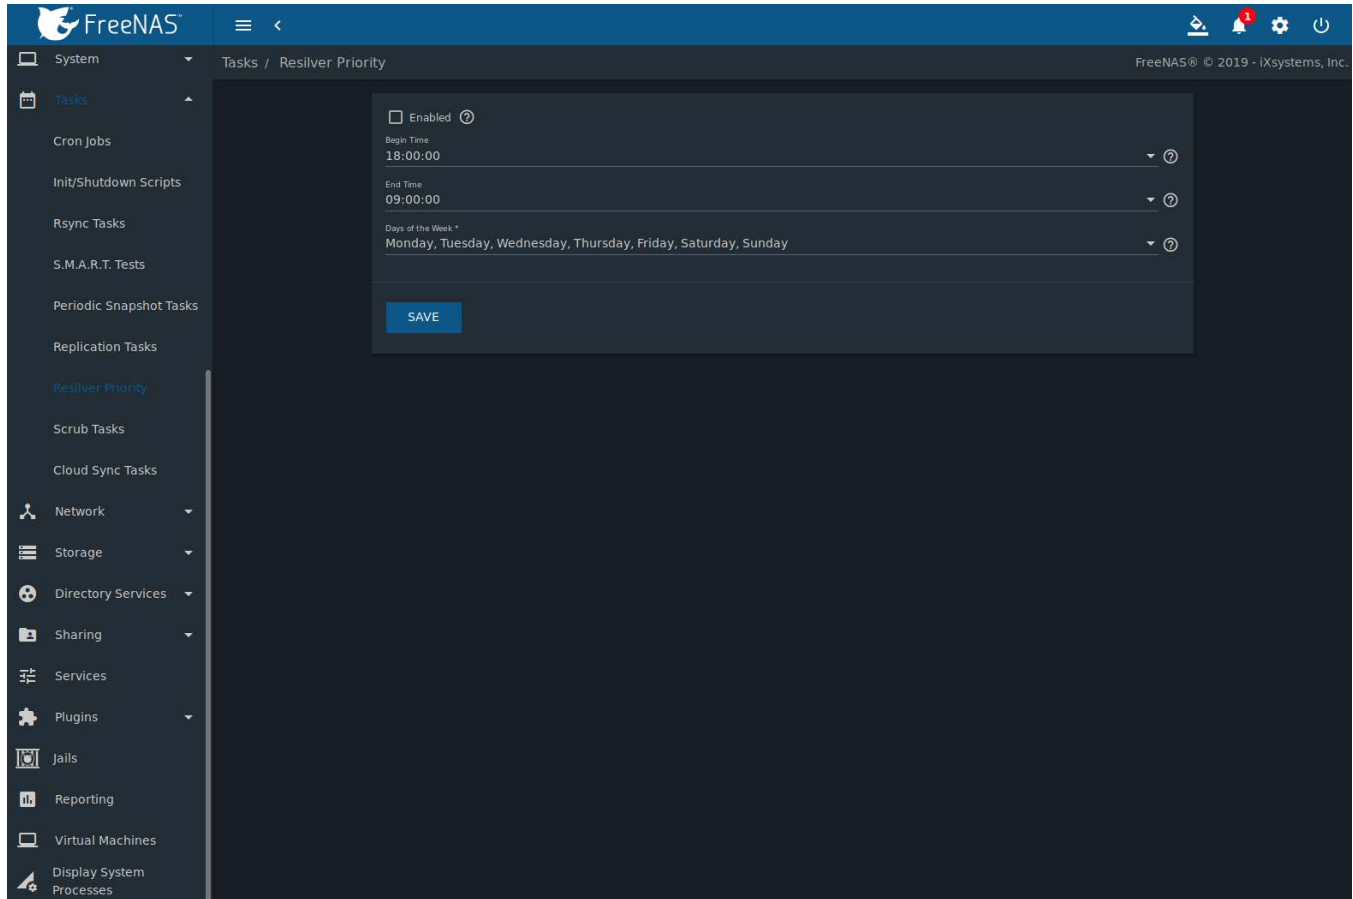 FreeNAS®
1
System
Tasks / Resilver Priority
FreeNAS® © 2019 - iXsystems, Inc.
Tasks
Cron Jobs
Init/Shutdown Scripts
Rsync Tasks
S.M.A.R.T. Tests
Periodic Snapshot Tasks
Replication Tasks
Resilver Priority
Scrub Tasks
Cloud Sync Tasks
Network
Storage
Directory Services
Sharing
Services
Plugins
Jails
Reporting
Virtual Machines
Display System
Processes
Enabled
Begin Time
18:00:00
End Time
09:00:00
Days of the Week *
Monday, Tuesday, Wednesday, Thursday, Friday, Saturday, Sunday
SAVE